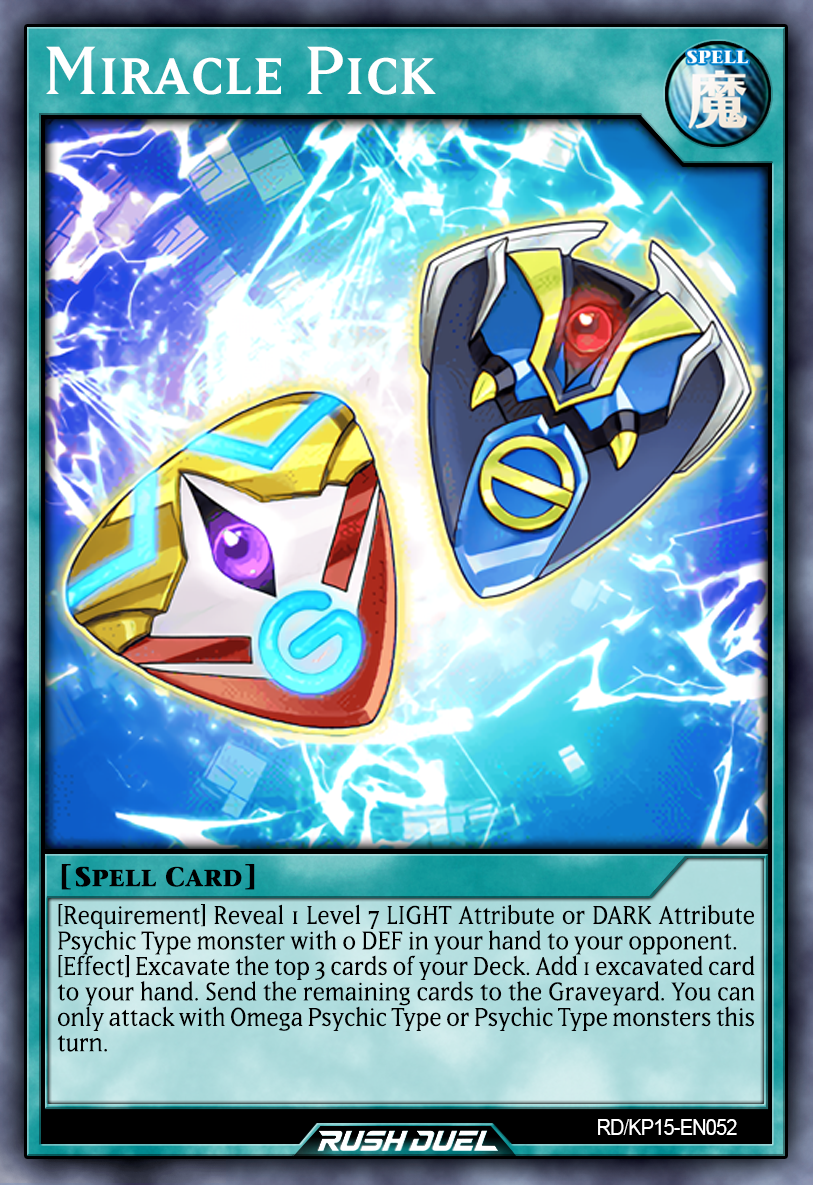 Miracle Pick
SPELL
魔
[Spell Card]
[Requirement] Reveal 1 Level 7 LIGHT Attribute or DARK Attribute
Psychic Type monster with 0 DEF in your hand to your opponent.
[Effect] Excavate the top 3 cards of your Deck. Add 1 excavated card
to your hand. Send the remaining cards to the Graveyard. You can
only attack with Omega Psychic Type or Psychic Type monsters this
turn.
RD/KP15-EN052
RUSH DUEL